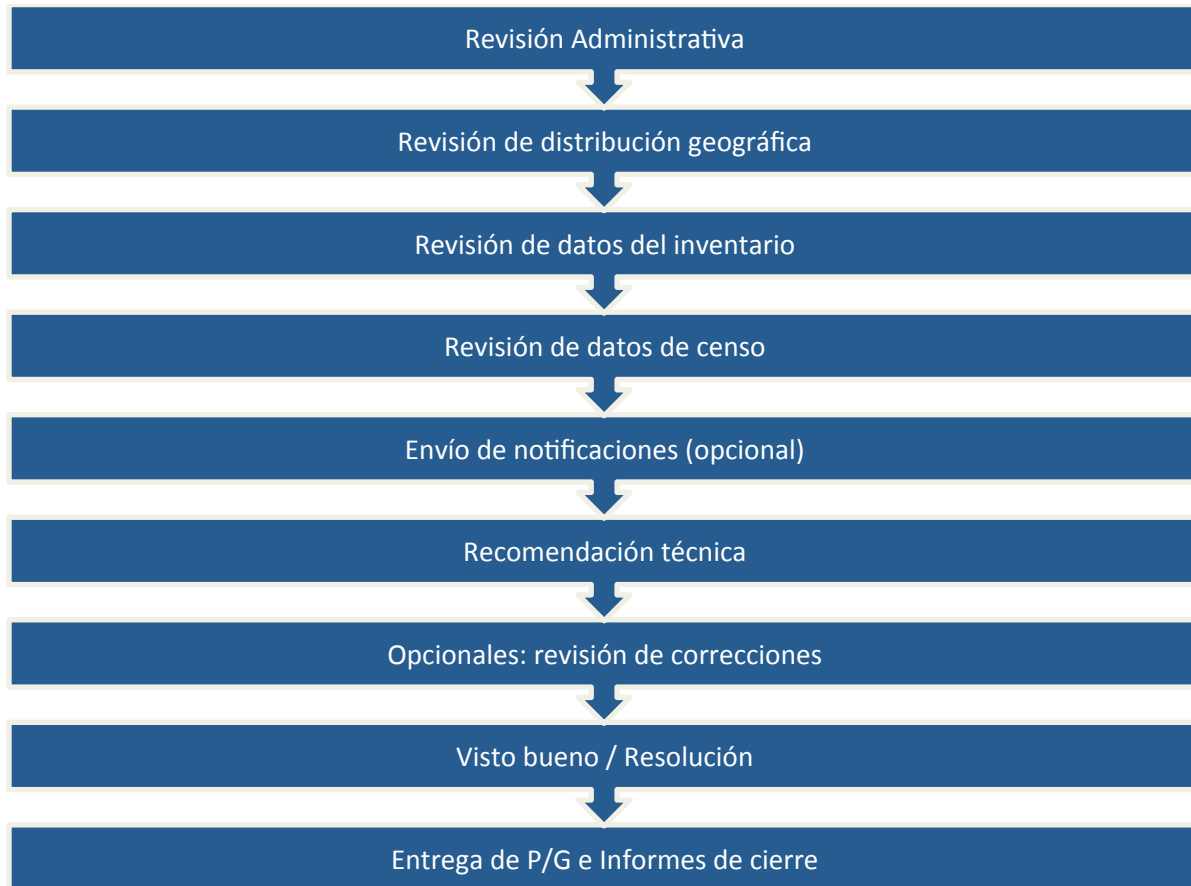 Revisión Administrativa
Revisión de distribución geográfica
Revisión de datos del inventario
Revisión de datos de censo
Envío de notificaciones (opcional)
Recomendación técnica
Opcionales: revisión de correcciones
Visto bueno / Resolución
Entrega de P/G e Informes de cierre